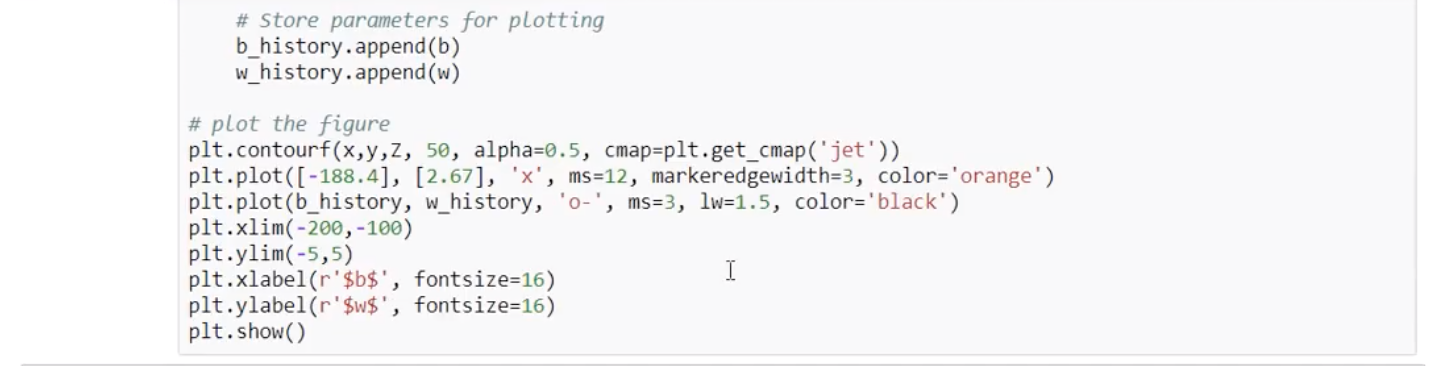 # Store parameters for plotting
b_history.append(b)
w_history.append(w)
# plot the figure
plt.contourf(x,y,Z, 50, alpha=0.5, cmap=plt.get_cmap('jet'))
plt.plot([-188.4], [2.67], 'x', ms=12, markeredgewidth=3, color='orange')
plt.plot(b_history, w_history, 'o-', ms=3, lw=1.5, color='black')
plt.xlim(-200,-100)
plt.ylim(-5,5)
plt.xlabel(r'$b$', fontsize=16)
plt.ylabel(r'$w$', fontsize=16)
plt.show()